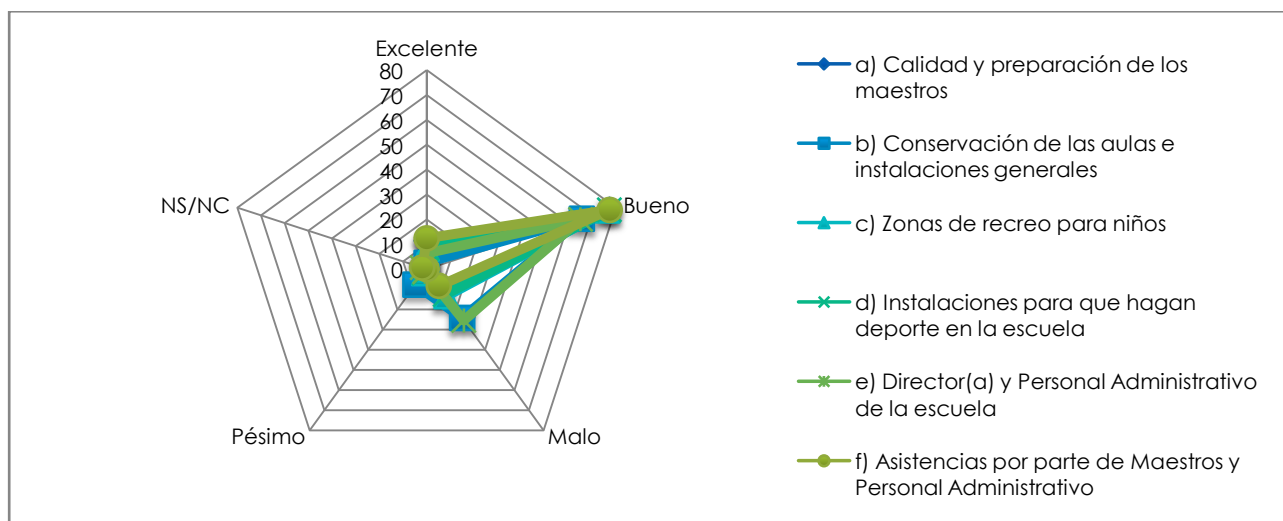 Excelente
80
70
60
50
40
30
20
10
0
NS/NC
Bueno
Pésimo
Malo
a) Calidad y preparación de los
maestros
b) Conservación de las aulas e
instalaciones generales
c) Zonas de recreo para niños
d) Instalaciones para que hagan
deporte en la escuela
e) Director(a) y Personal Administrativo
de la escuela
f) Asistencias por parte de Maestros y
Personal Administrativo